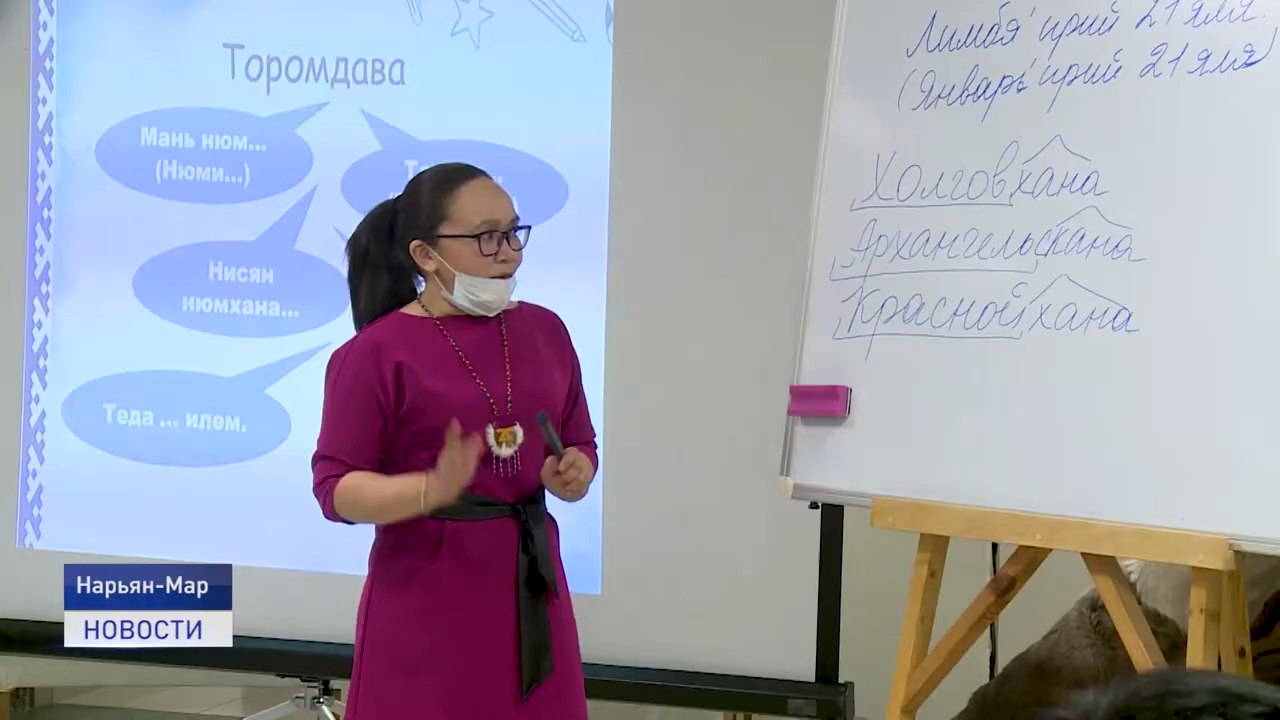 Торомдава
Мань нюм...
(Нюми...)
Нисян
нюмхана...
Теда ... илем.
Лимбя' ирий 21 яля.
(Январь' ирий 21 яля)
Холговхана
Архангельскана
Краснойхана
Нарьян-Мар
НОВОСТИ